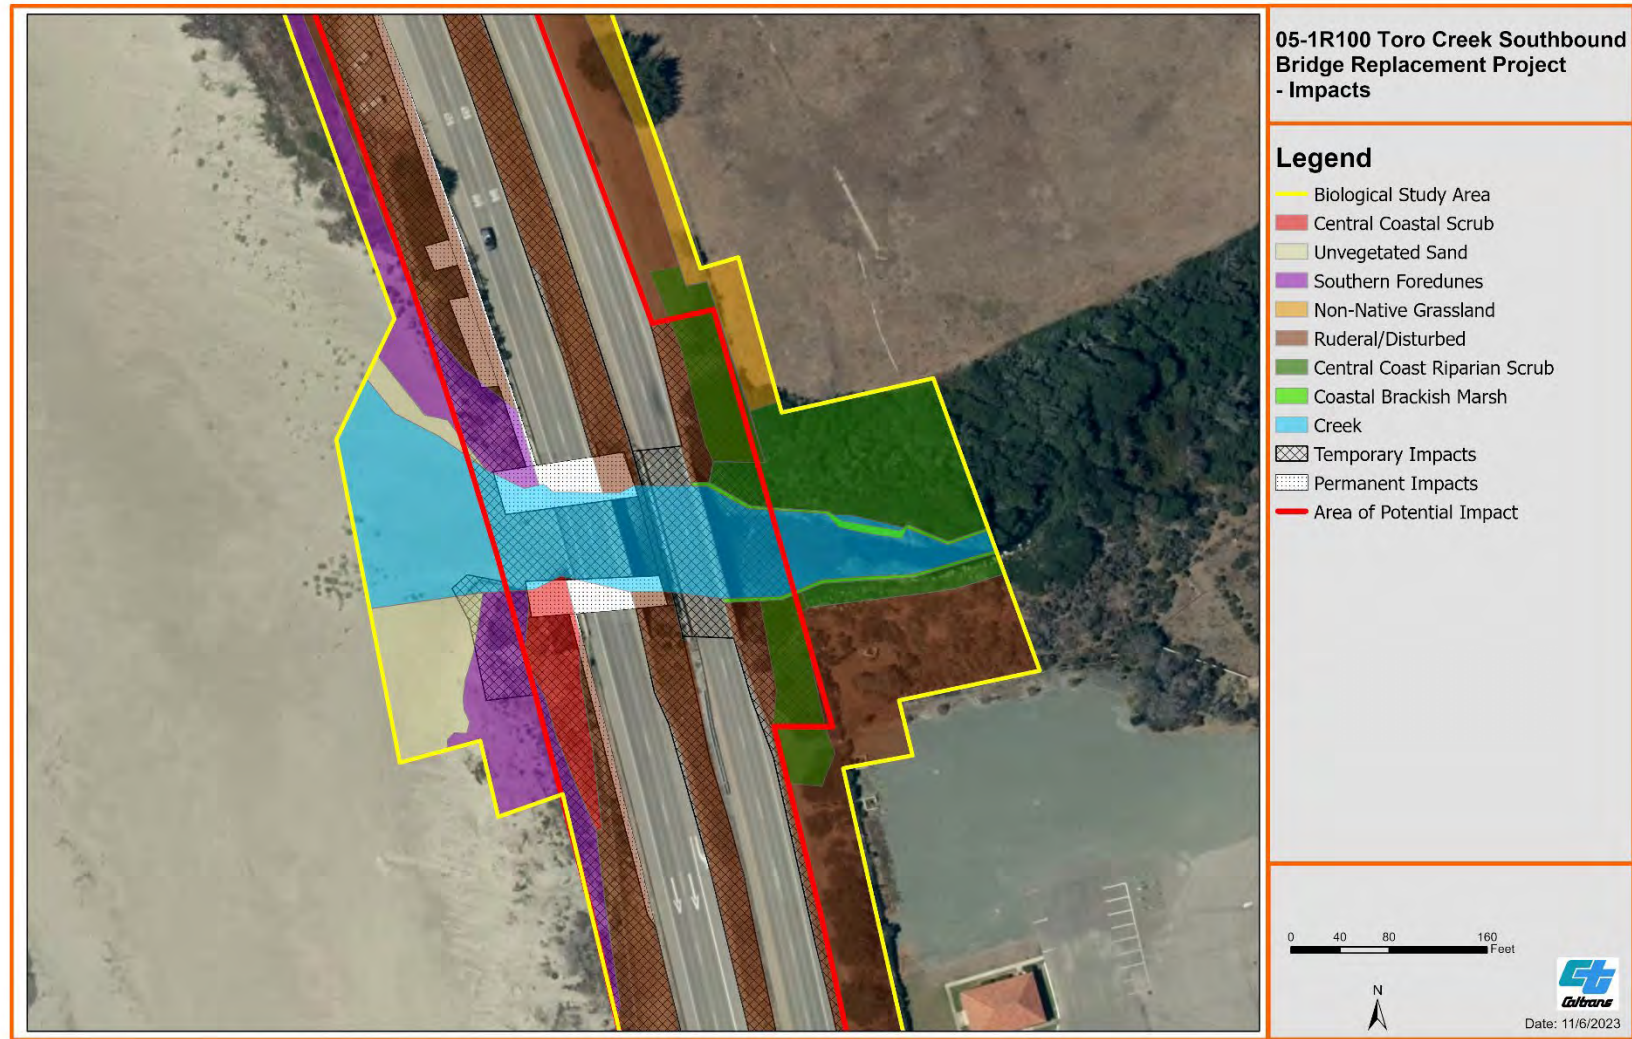 05-1R100 Toro Creek Southbound
Bridge Replacement Project
- Impacts
Legend
Biological Study Area
Central Coastal Scrub
Unvegetated Sand
Southern Foredunes
Non-Native Grassland
Ruderal/Disturbed
Central Coast Riparian Scrub
Coastal Brackish Marsh
Creek
Temporary Impacts
Permanent Impacts
Area of Potential Impact
0 40 80 160
Feet
N
Caltrans
Date: 11/6/2023